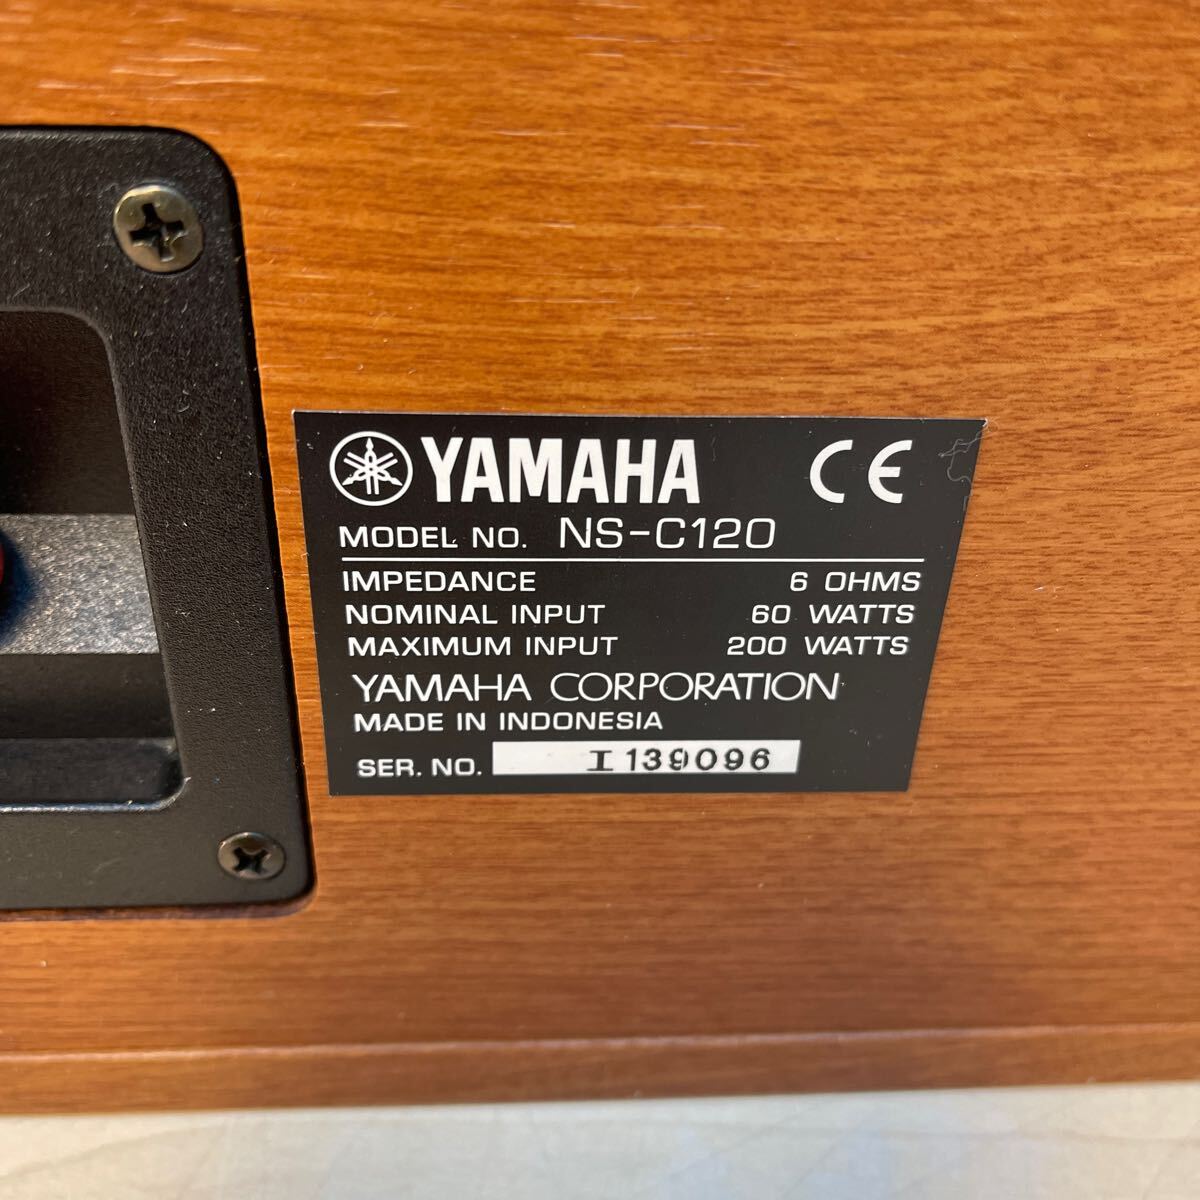 YAMAHA CE
MODEL NO. NS-C120
IMPEDANCE 6 OHMS
NOMINAL INPUT 60 WATTS
MAXIMUM INPUT 200 WATTS
YAMAHA CORPORATION
MADE IN INDONESIA
SER. NO. I 139096